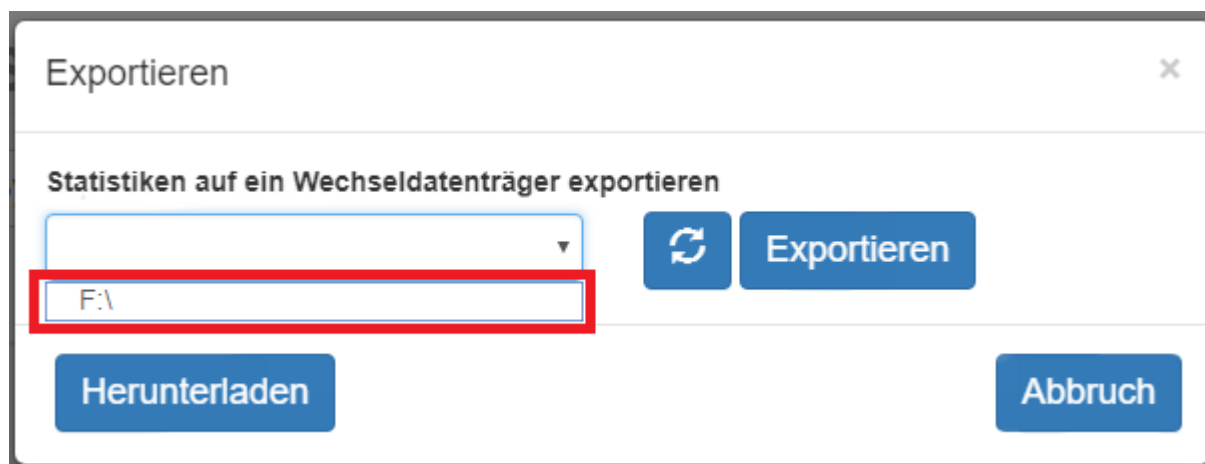 Exportieren ×
Statistiken auf ein Wechseldatenträger exportieren
Exportieren
F:\
Herunterladen Abbruch